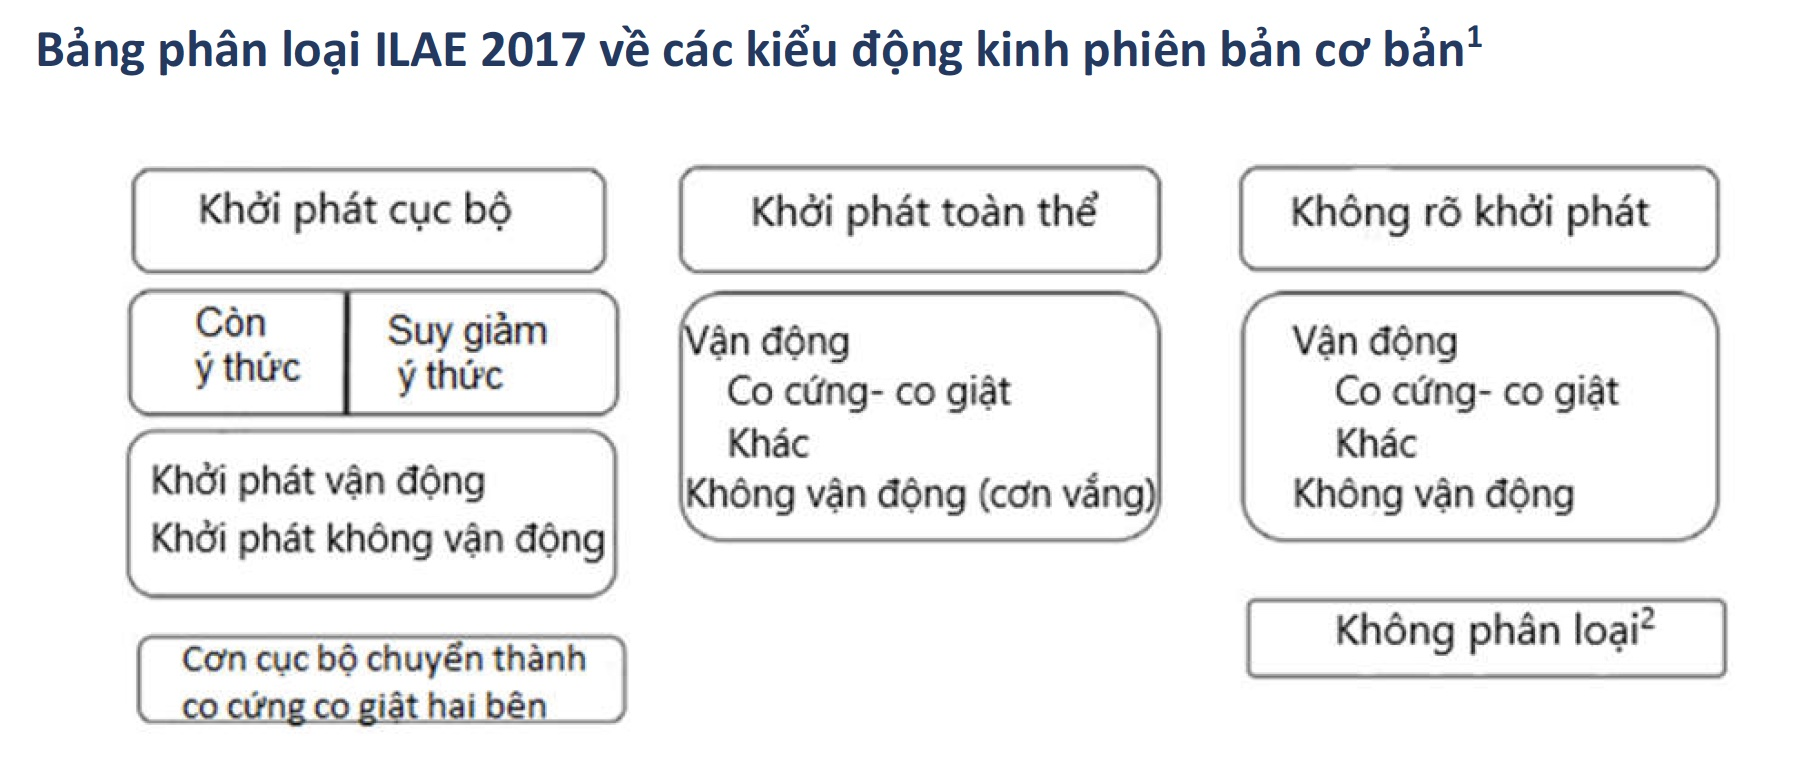 Bảng phân loại ILAE 2017 về các kiểu động kinh phiên bản cơ bản¹
Khởi phát cục bộ
Còn
ý thức
Suy giảm
ý thức
Khởi phát vận động
Khởi phát không vận động
Cơn cục bộ chuyển thành
co cứng co giật hai bên
Khởi phát toàn thể
Vận động
Co cứng- co giật
Khác
Không vận động (cơn vắng)
Không rõ khởi phát
Vận động
Co cứng- co giật
Khác
Không vận động
Không phân loại²